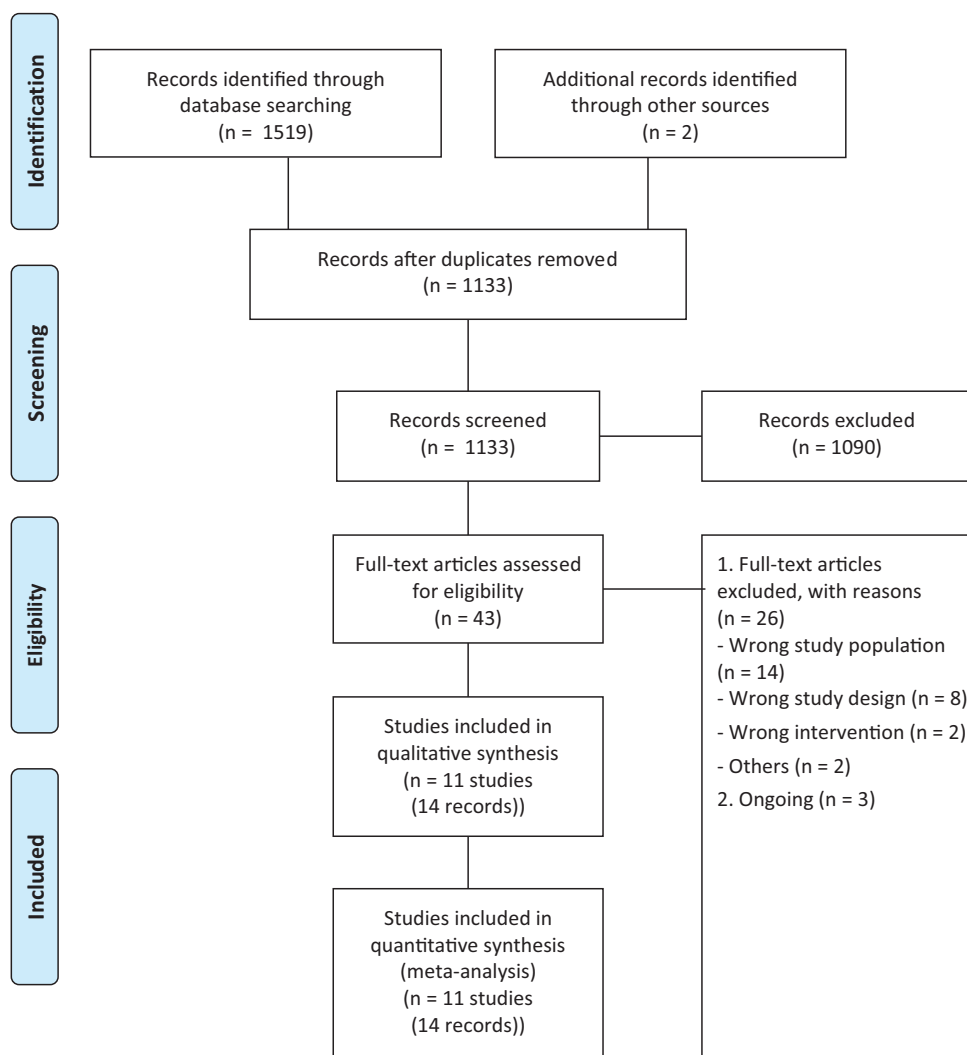 Identification
Records identified through
database searching
(n = 1519)
Additional records identified
through other sources
(n = 2)
Records after duplicates removed
(n = 1133)
Screening
Records screened
(n = 1133)
Records excluded
(n = 1090)
Eligibility
Full-text articles assessed
for eligibility
(n = 43)
1. Full-text articles
excluded, with reasons
(n = 26)
- Wrong study population
(n = 14)
- Wrong study design (n = 8)
- Wrong intervention (n = 2)
- Others (n = 2)
2. Ongoing (n = 3)
Studies included in
qualitative synthesis
(n = 11 studies
(14 records))
Included
Studies included in
quantitative synthesis
(meta-analysis)
(n = 11 studies
(14 records))